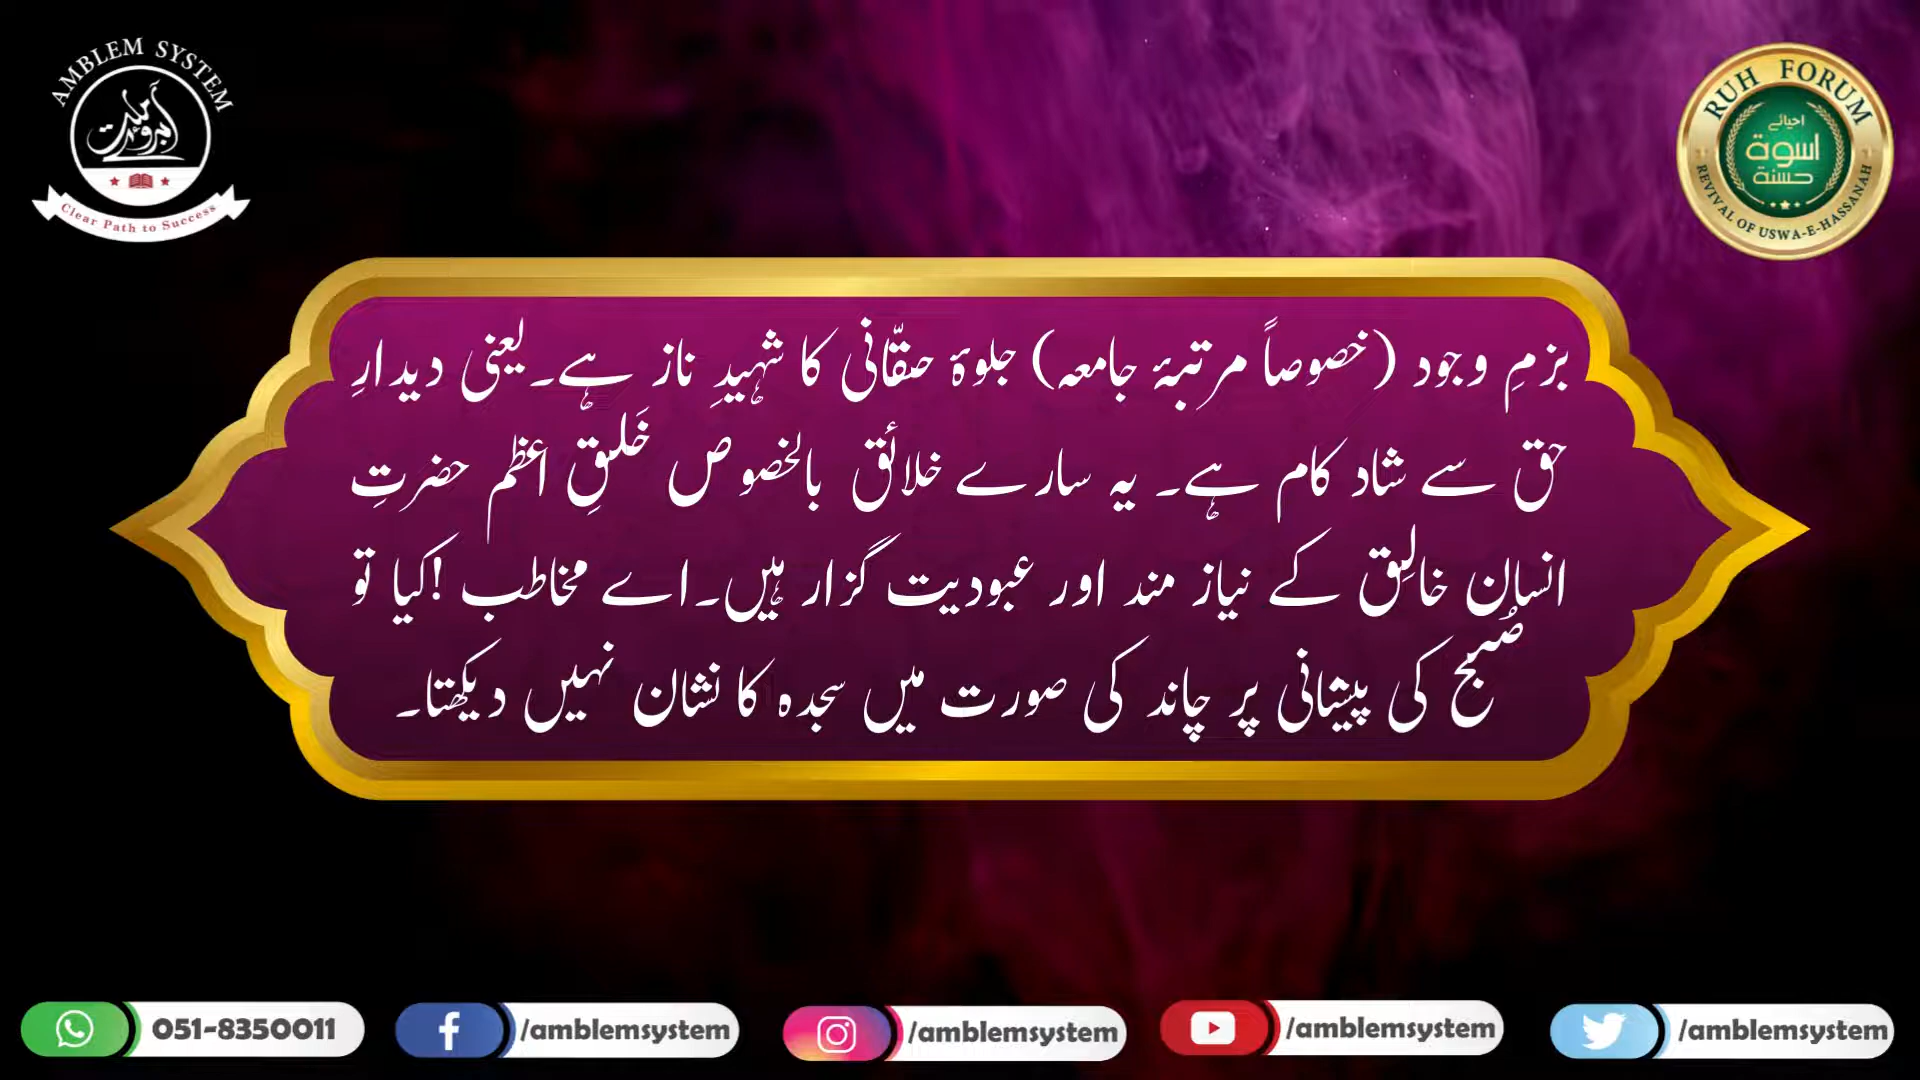 AMBLEM SYSTEM
Clear Path to Success
RUH FORUM
احیائے
اسوۃ
حسنۃ
REVIVAL OF USWA-E-HASSANAH
بزمِ وجود (خصوصاً مرتبۂ جامعہ) جلوۂ حقّانی کا شہیدِ ناز ہے۔ یعنی دیدارِ
حق سے شاد کام ہے۔ یہ سارے خلائق بالخصوص خَلقِ اعظم حضرتِ
انسان خالِق کے نیاز مند اور عبودیت گزار ہیں۔اے مخاطب !کیا تو
صُبح کی پیشانی پر چاند کی صورت میں سجدہ کا نشان نہیں دیکھتا۔
051-8350011
/amblemsystem
/amblemsystem
/amblemsystem
/amblemsystem